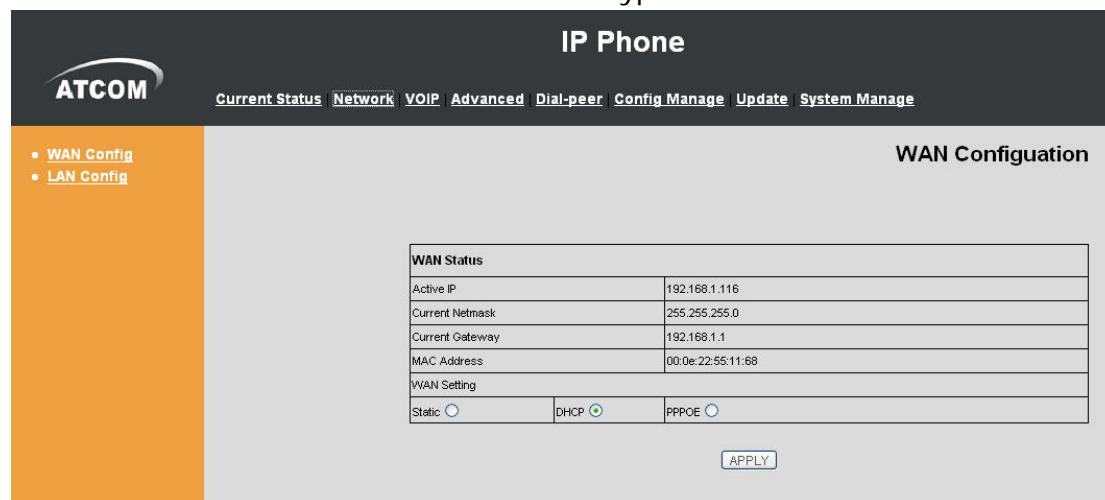 IP Phone
ATCOM
Current Status | Network | VOIP | Advanced | Dial-peer | Config Manage | Update | System Manage
WAN Config
LAN Config
WAN Configuation
WAN Status
Active IP 192.168.1.116
Current Netmask 255.255.255.0
Current Gateway 192.168.1.1
MAC Address 00:0e:22:55:11:68
WAN Setting
Static DHCP PPPOE
APPLY